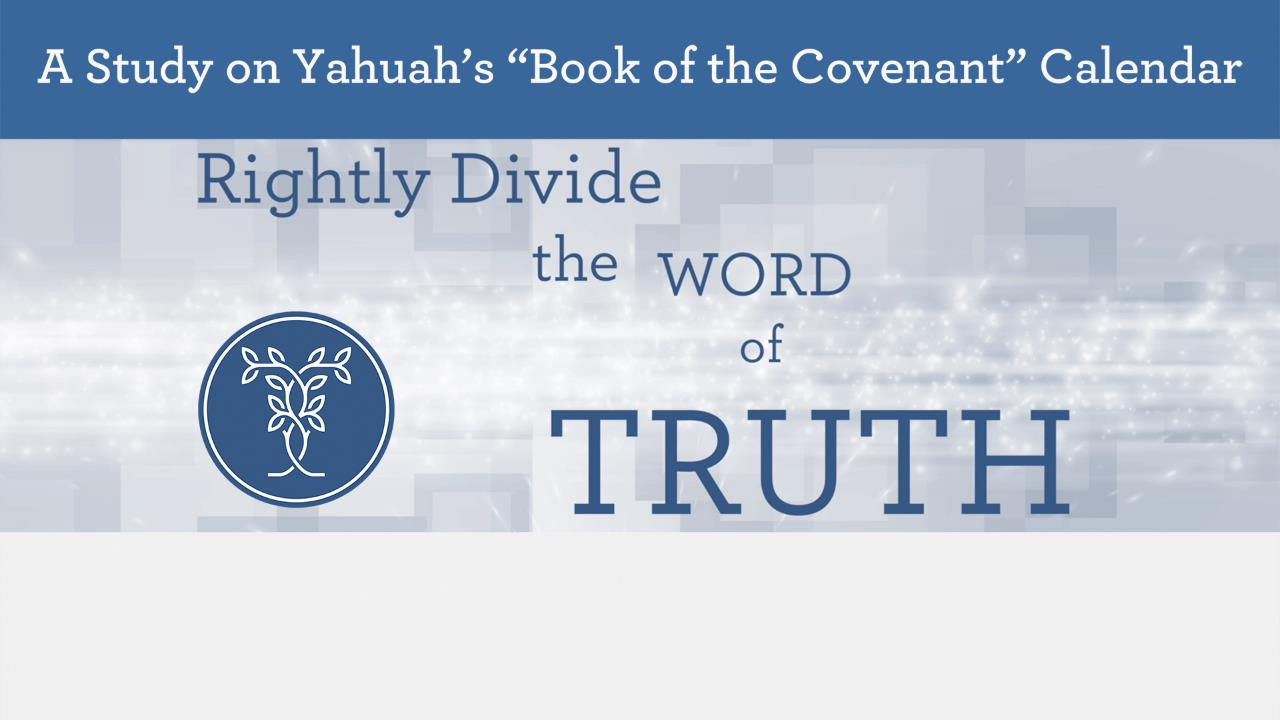 A Study on Yahuah’s “Book of the Covenant” Calendar
Rightly Divide
the WORD
of
TRUTH